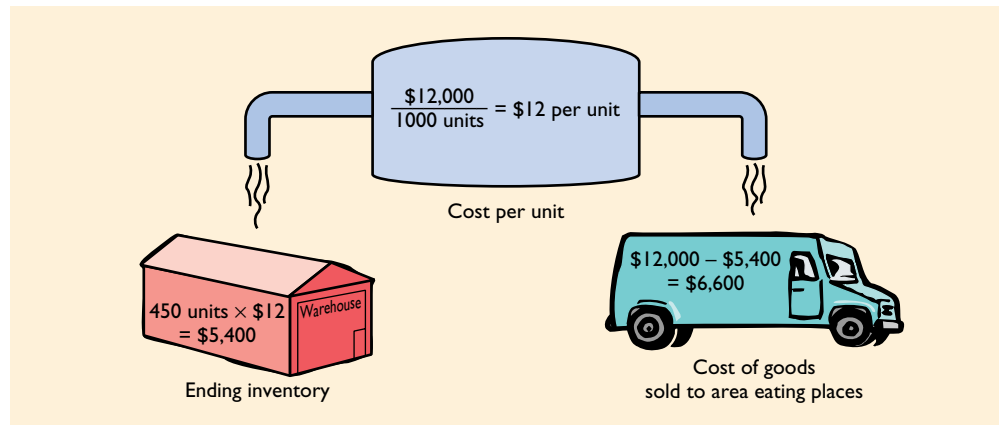 $12,000
1000 units
= $12 per unit
Cost per unit
450 units × $12
= $5,400
Warehouse
Ending inventory
$12,000 – $5,400
= $6,600
Cost of goods
sold to area eating places